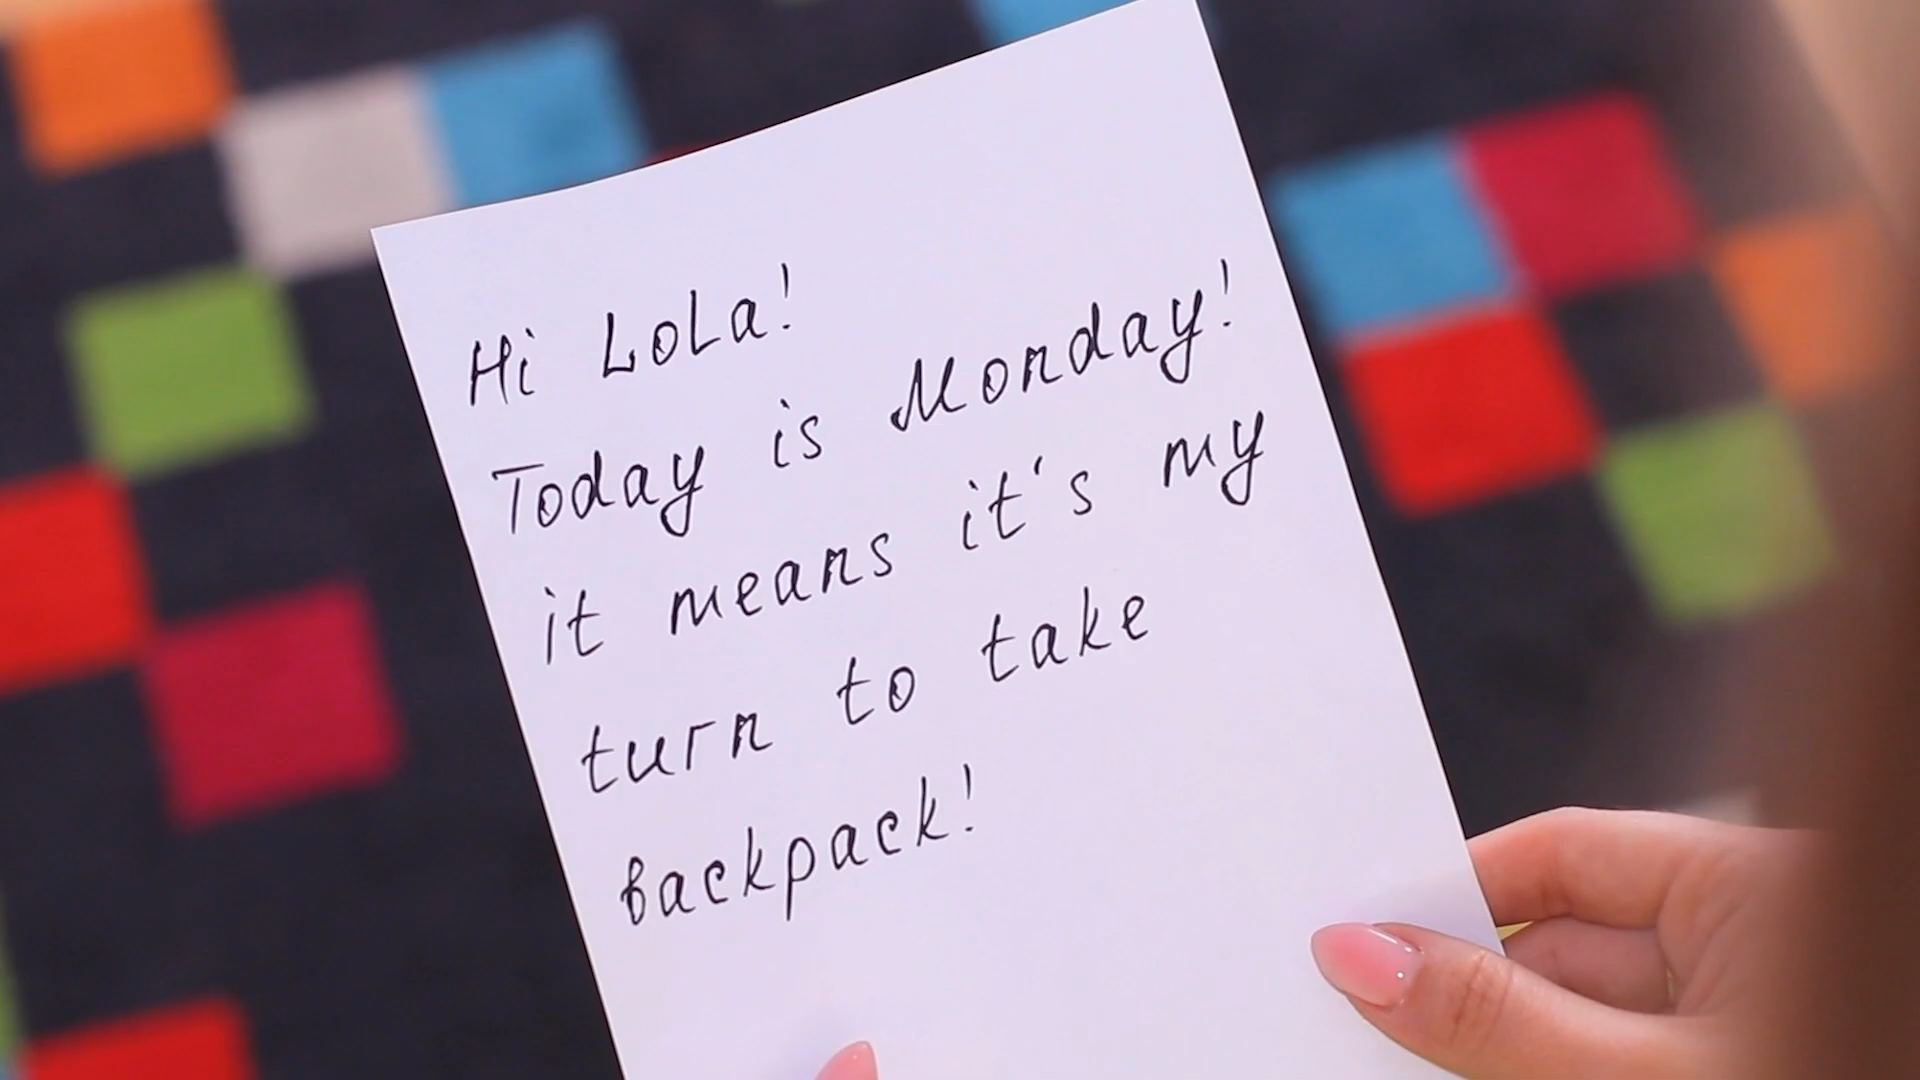 Hi Lola!
Today is Monday!
it means it's my
turn to take
backpack!